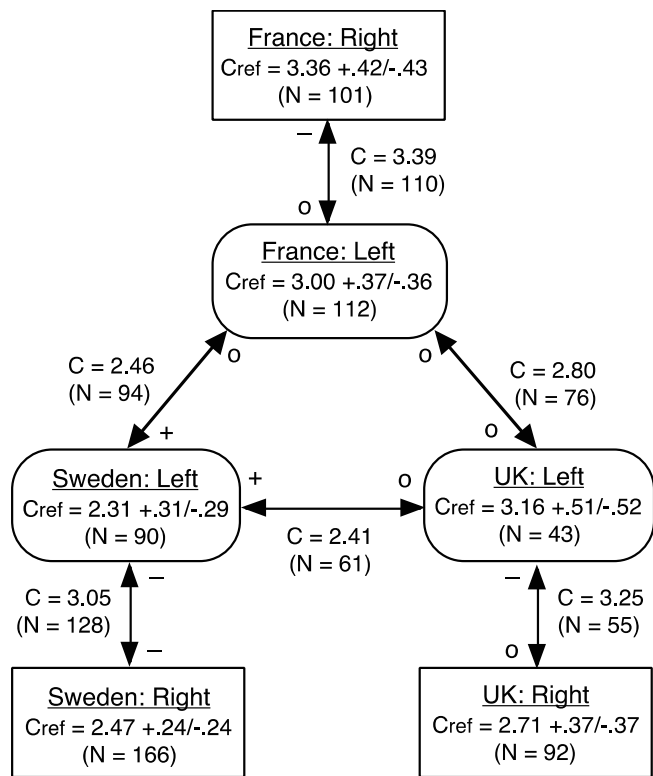 France: Right
Cref = 3.36 +.42/-.43
(N = 101)
–
C = 3.39
(N = 110)
o
France: Left
Cref = 3.00 +.37/-.36
(N = 112)
o
o
C = 2.46
(N = 94)
C = 2.80
(N = 76)
+
o
Sweden: Left
Cref = 2.31 +.31/-.29
(N = 90)
+
o
C = 2.41
(N = 61)
UK: Left
Cref = 3.16 +.51/-.52
(N = 43)
–
C = 3.05
(N = 128)
–
–
C = 3.25
(N = 55)
o
Sweden: Right
Cref = 2.47 +.24/-.24
(N = 166)
UK: Right
Cref = 2.71 +.37/-.37
(N = 92)